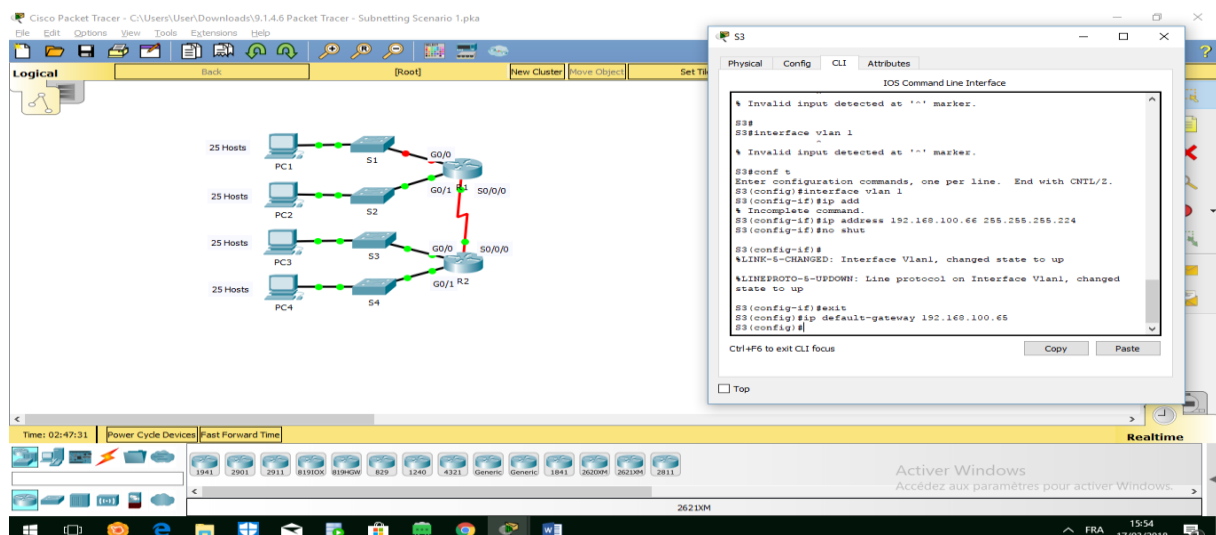 Cisco Packet Tracer - C:\Users\User\Downloads\9.1.4.6 Packet Tracer - Subnetting Scenario 1.pka
File Edit Options View Tools Extensions Help
Logical Back [Root] New Cluster Move Object Set Til
25 Hosts
PC1
S1
G0/0
25 Hosts
PC2
S2
G0/1 R1 S0/0/0
25 Hosts
PC3
S3
G0/0 S0/0/0
25 Hosts
PC4
S4
G0/1 R2
S3
Physical Config CLI Attributes
IOS Command Line Interface
% Invalid input detected at '^' marker.
S3#
S3#interface vlan 1
^
% Invalid input detected at '^' marker.
S3#conf t
Enter configuration commands, one per line. End with CNTL/Z.
S3(config)#interface vlan 1
S3(config-if)#ip add
% Incomplete command.
S3(config-if)#ip address 192.168.100.66 255.255.255.224
S3(config-if)#no shut
S3(config-if)#
%LINK-5-CHANGED: Interface Vlan1, changed state to up
%LINEPROTO-5-UPDOWN: Line protocol on Interface Vlan1, changed
state to up
S3(config-if)#exit
S3(config)#ip default-gateway 192.168.100.65
S3(config)#
Ctrl+F6 to exit CLI focus
Copy Paste
Top
Time: 02:47:31 Power Cycle Devices Fast Forward Time Realtime
1941 2901 2911 819IOX 819HGW 829 1240 4321 Generic Generic 1841 2620XM 2621XM 2811
Activer Windows
Accédez aux paramètres pour activer Windows.
2621XM
FRA
15:54
17/03/2018